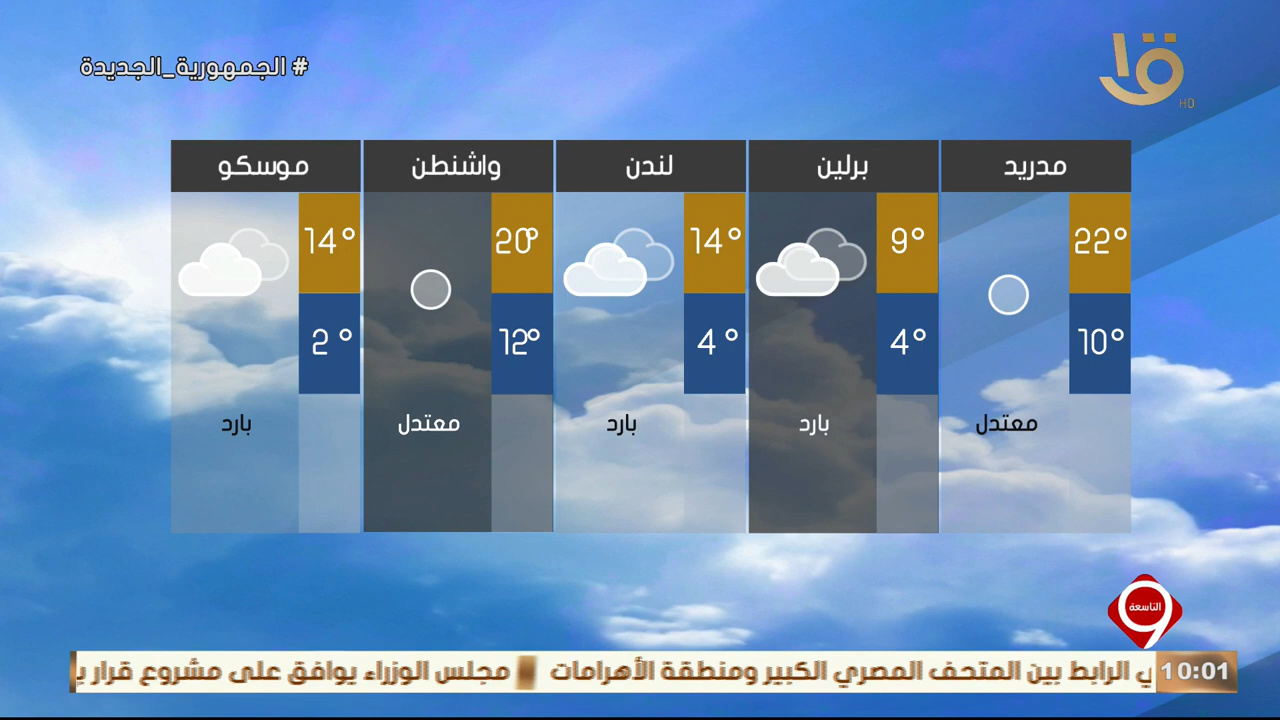 # الجمهورية_الجديدة
HD
مدريد
22°
10°
معتدل
برلين
9°
4°
بارد
لندن
14°
4°
بارد
واشنطن
20°
12°
معتدل
موسكو
14°
2°
بارد
التاسعة
9
10:01
الرابط بين المتحف المصري الكبير ومنطقة الأهرامات
مجلس الوزراء يوافق على مشروع قرار